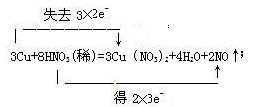 失去 3×2e⁻
3Cu+8HNO₃(稀)=3Cu (NO₃)₂+4H₂O+2NO↑;
得 2×3e⁻